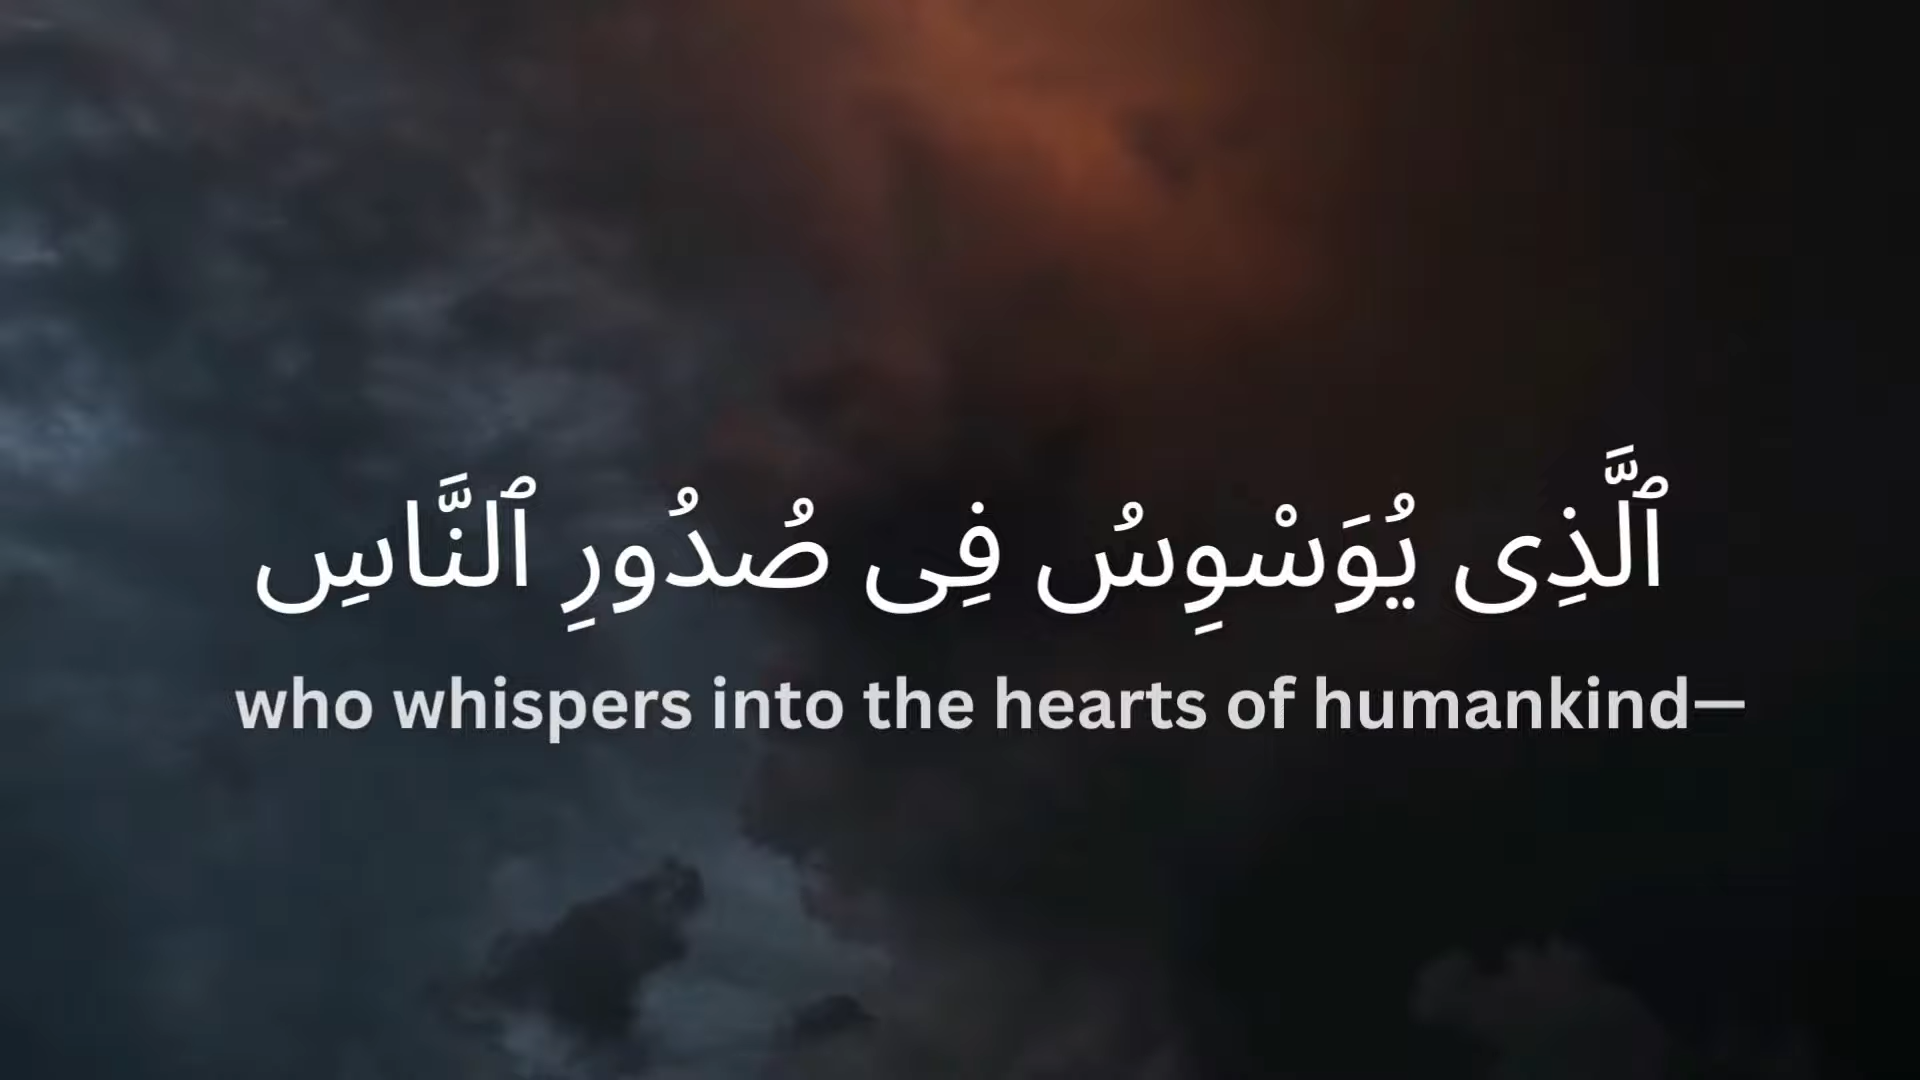 ٱلَّذِى يُوَسْوِسُ فِى صُدُورِ ٱلنَّاسِ
who whispers into the hearts of humankind—